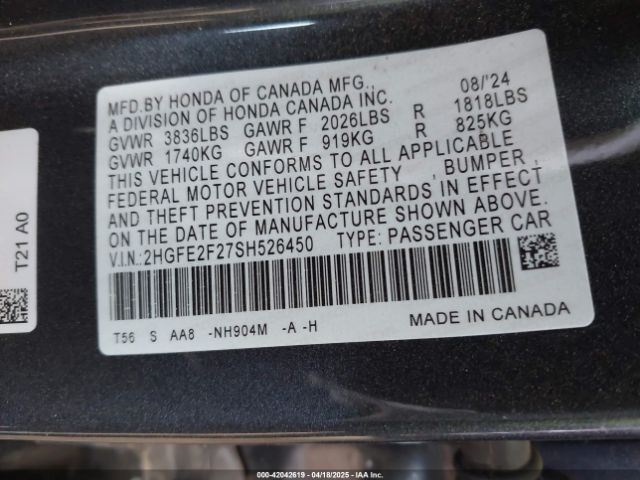 MFD.BY HONDA OF CANADA MFG., 08/'24
A DIVISION OF HONDA CANADA INC.
GVWR 3836LBS GAWR F 2026LBS R 1818LBS
GVWR 1740KG GAWR F 919KG R 825KG
THIS VEHICLE CONFORMS TO ALL APPLICABLE
FEDERAL MOTOR VEHICLE SAFETY , BUMPER ,
AND THEFT PREVENTION STANDARDS IN EFFECT
ON THE DATE OF MANUFACTURE SHOWN ABOVE.
V.I.N.:2HGFE2F27SH526450 TYPE: PASSENGER CAR
T56 S AA8 -NH904M -A -H MADE IN CANADA
T21 A0
000-42042619 | 04/18/2025 | IAA Inc.